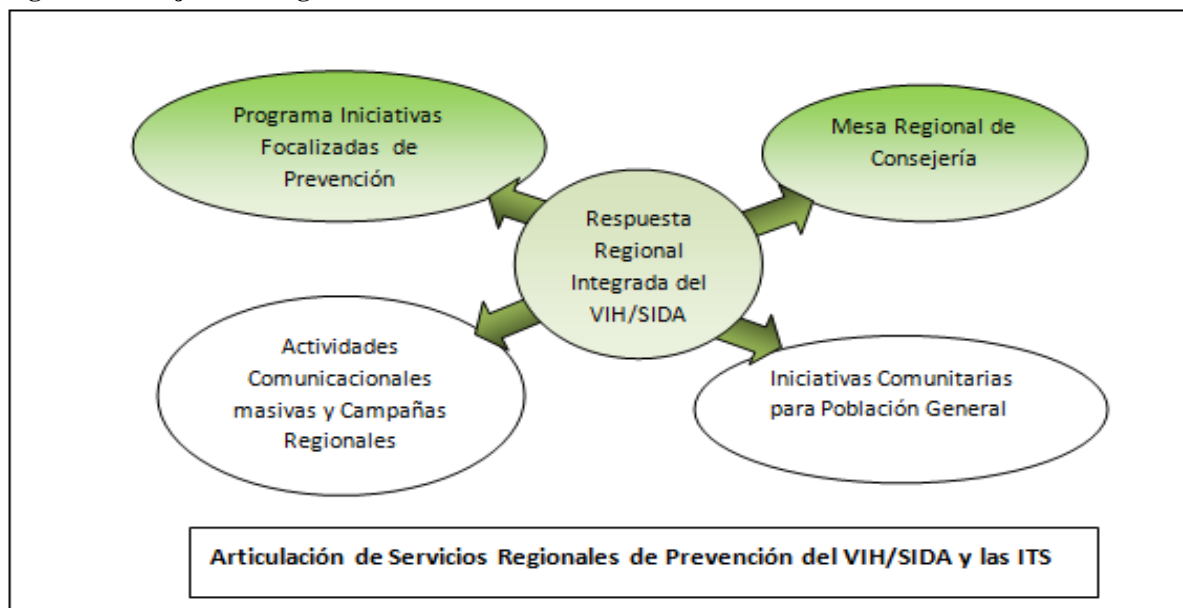 Programa Iniciativas
Focalizadas de
Prevención
Mesa Regional de
Consejería
Respuesta
Regional
Integrada del
VIH/SIDA
Actividades
Comunicacionales
masivas y Campañas
Regionales
Iniciativas Comunitarias
para Población General
Articulación de Servicios Regionales de Prevención del VIH/SIDA y las ITS